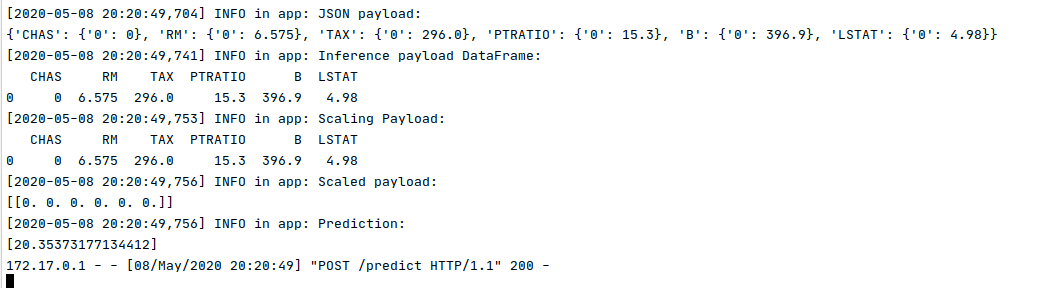 [2020-05-08 20:20:49,704] INFO in app: JSON payload:
{'CHAS': {'0': 0}, 'RM': {'0': 6.575}, 'TAX': {'0': 296.0}, 'PTRATIO': {'0': 15.3}, 'B': {'0': 396.9}, 'LSTAT': {'0': 4.98}}
[2020-05-08 20:20:49,741] INFO in app: Inference payload DataFrame:
   CHAS     RM    TAX  PTRATIO      B  LSTAT
0     0  6.575  296.0     15.3  396.9   4.98
[2020-05-08 20:20:49,753] INFO in app: Scaling Payload:
   CHAS     RM    TAX  PTRATIO      B  LSTAT
0     0  6.575  296.0     15.3  396.9   4.98
[2020-05-08 20:20:49,756] INFO in app: Scaled payload:
[[0. 0. 0. 0. 0. 0.]]
[2020-05-08 20:20:49,756] INFO in app: Prediction:
[20.35373177134412]
172.17.0.1 - - [08/May/2020 20:20:49] "POST /predict HTTP/1.1" 200 -